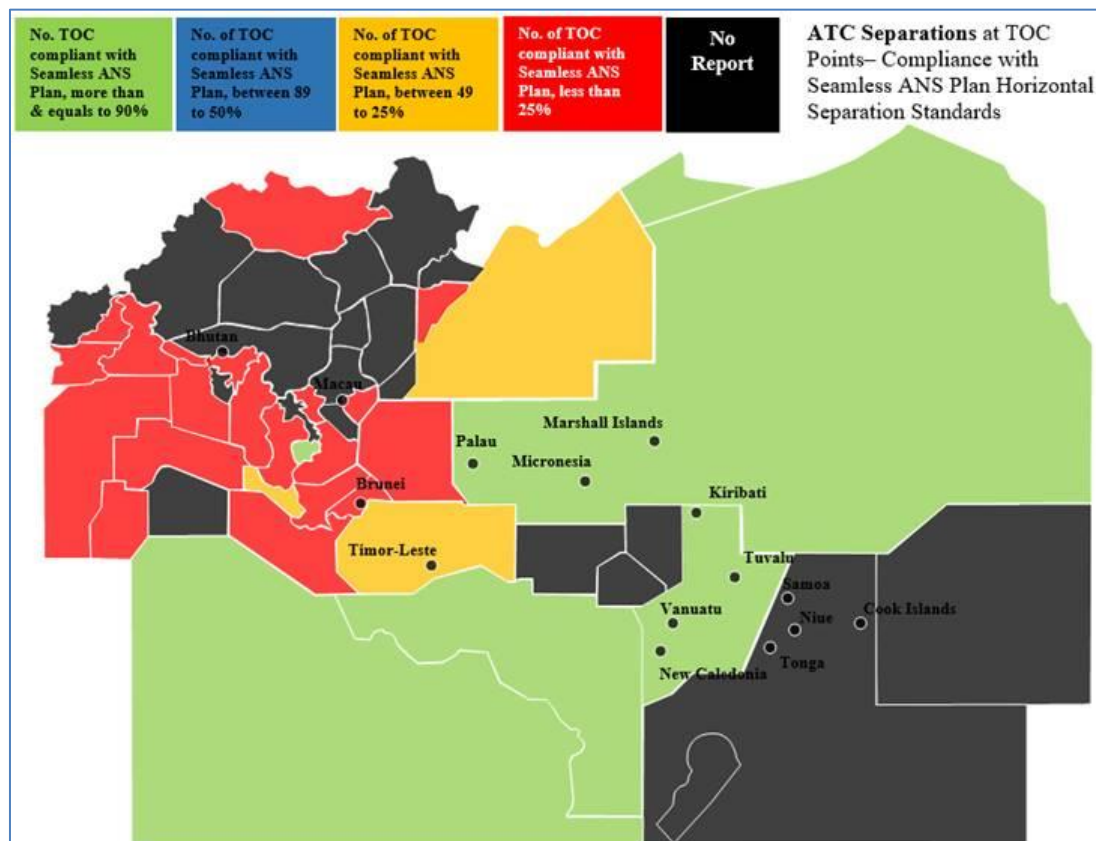 No. TOC
compliant with
Seamless ANS
Plan, more than
& equals to 90%
No. of TOC
compliant with
Seamless ANS
Plan, between 89
to 50%
No. of TOC
compliant with
Seamless ANS
Plan, between 49
to 25%
No. of TOC
compliant with
Seamless ANS
Plan, less than
25%
No
Report
ATC Separations at TOC
Points– Compliance with
Seamless ANS Plan Horizontal
Separation Standards
Bhutan
Macau
Marshall Islands
Palau
Micronesia
Brunei
Kiribati
Timor-Leste
Tuvalu
Samoa
Vanuatu
Niue
Cook Islands
New Caledonia
Tonga